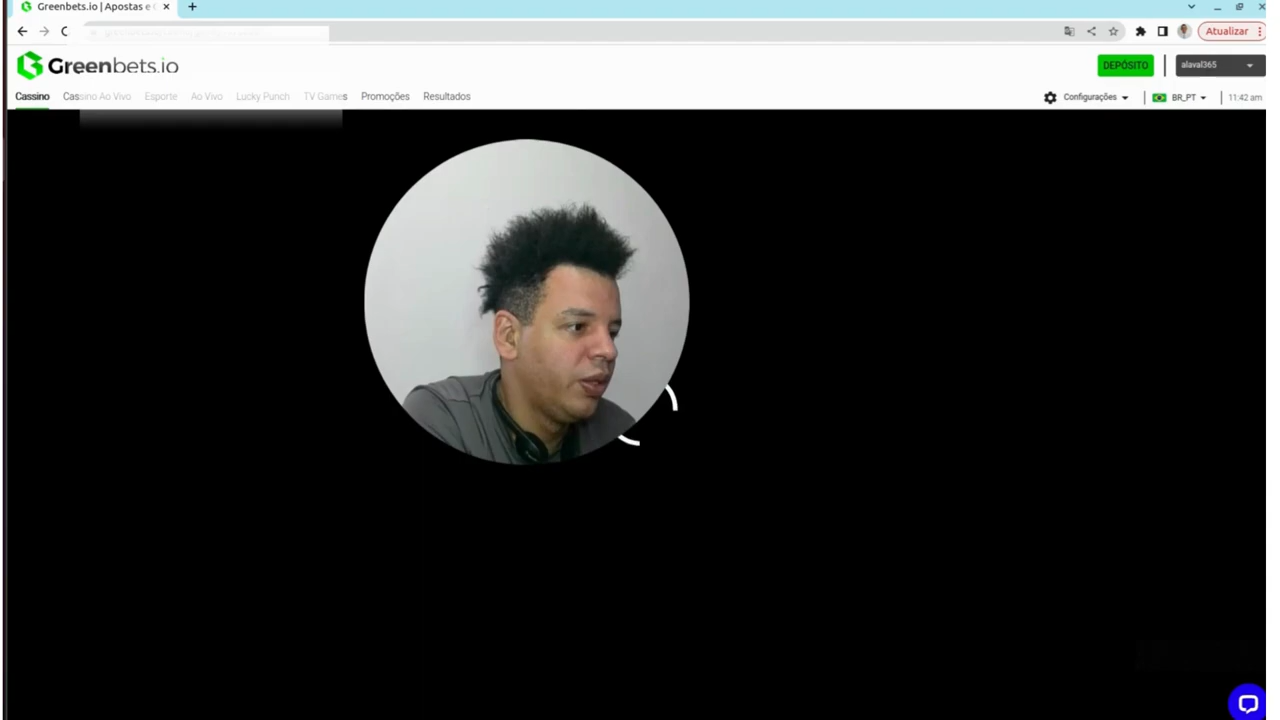 Greenbets.io | Apostas e
Atualizar
Greenbets.io
DEPÓSITO
alaval365
Cassino Cassino Ao Vivo Esporte Ao Vivo Lucky Punch TV Games Promoções Resultados
Configurações BR_PT 11:42 am